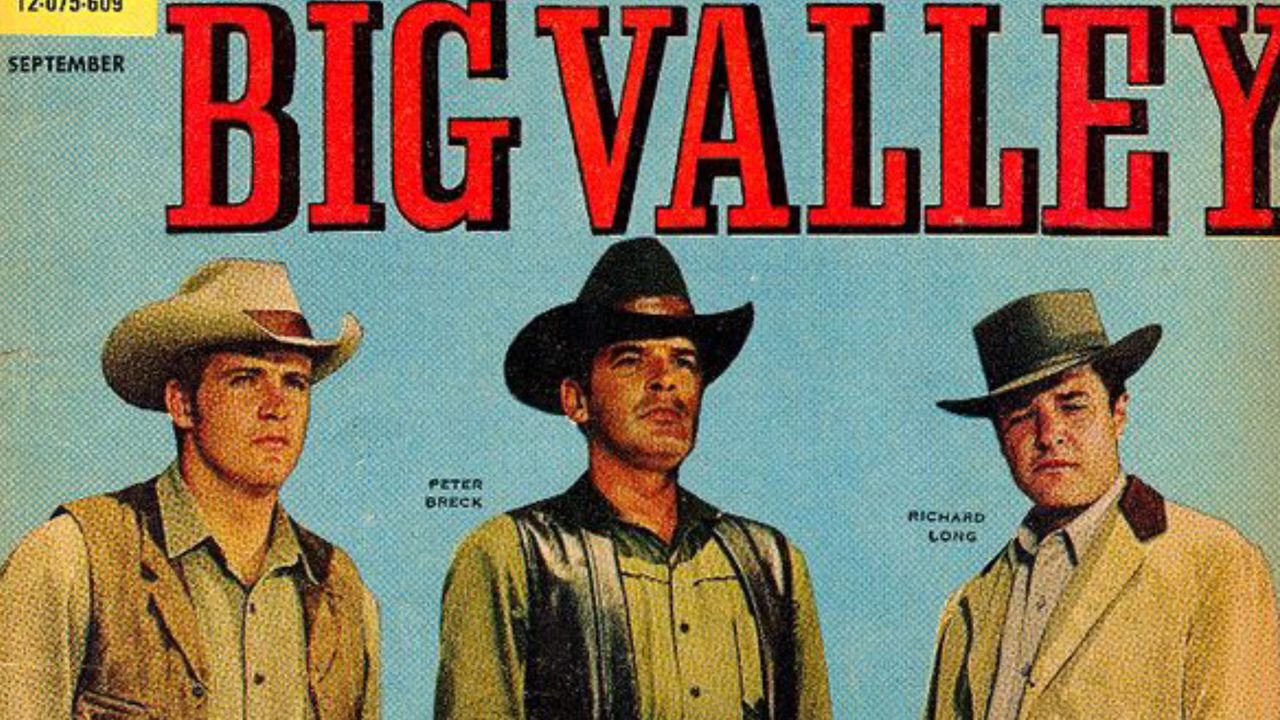 12-075-609
SEPTEMBER
BIG VALLEY
PETER
BRECK
RICHARD
LONG